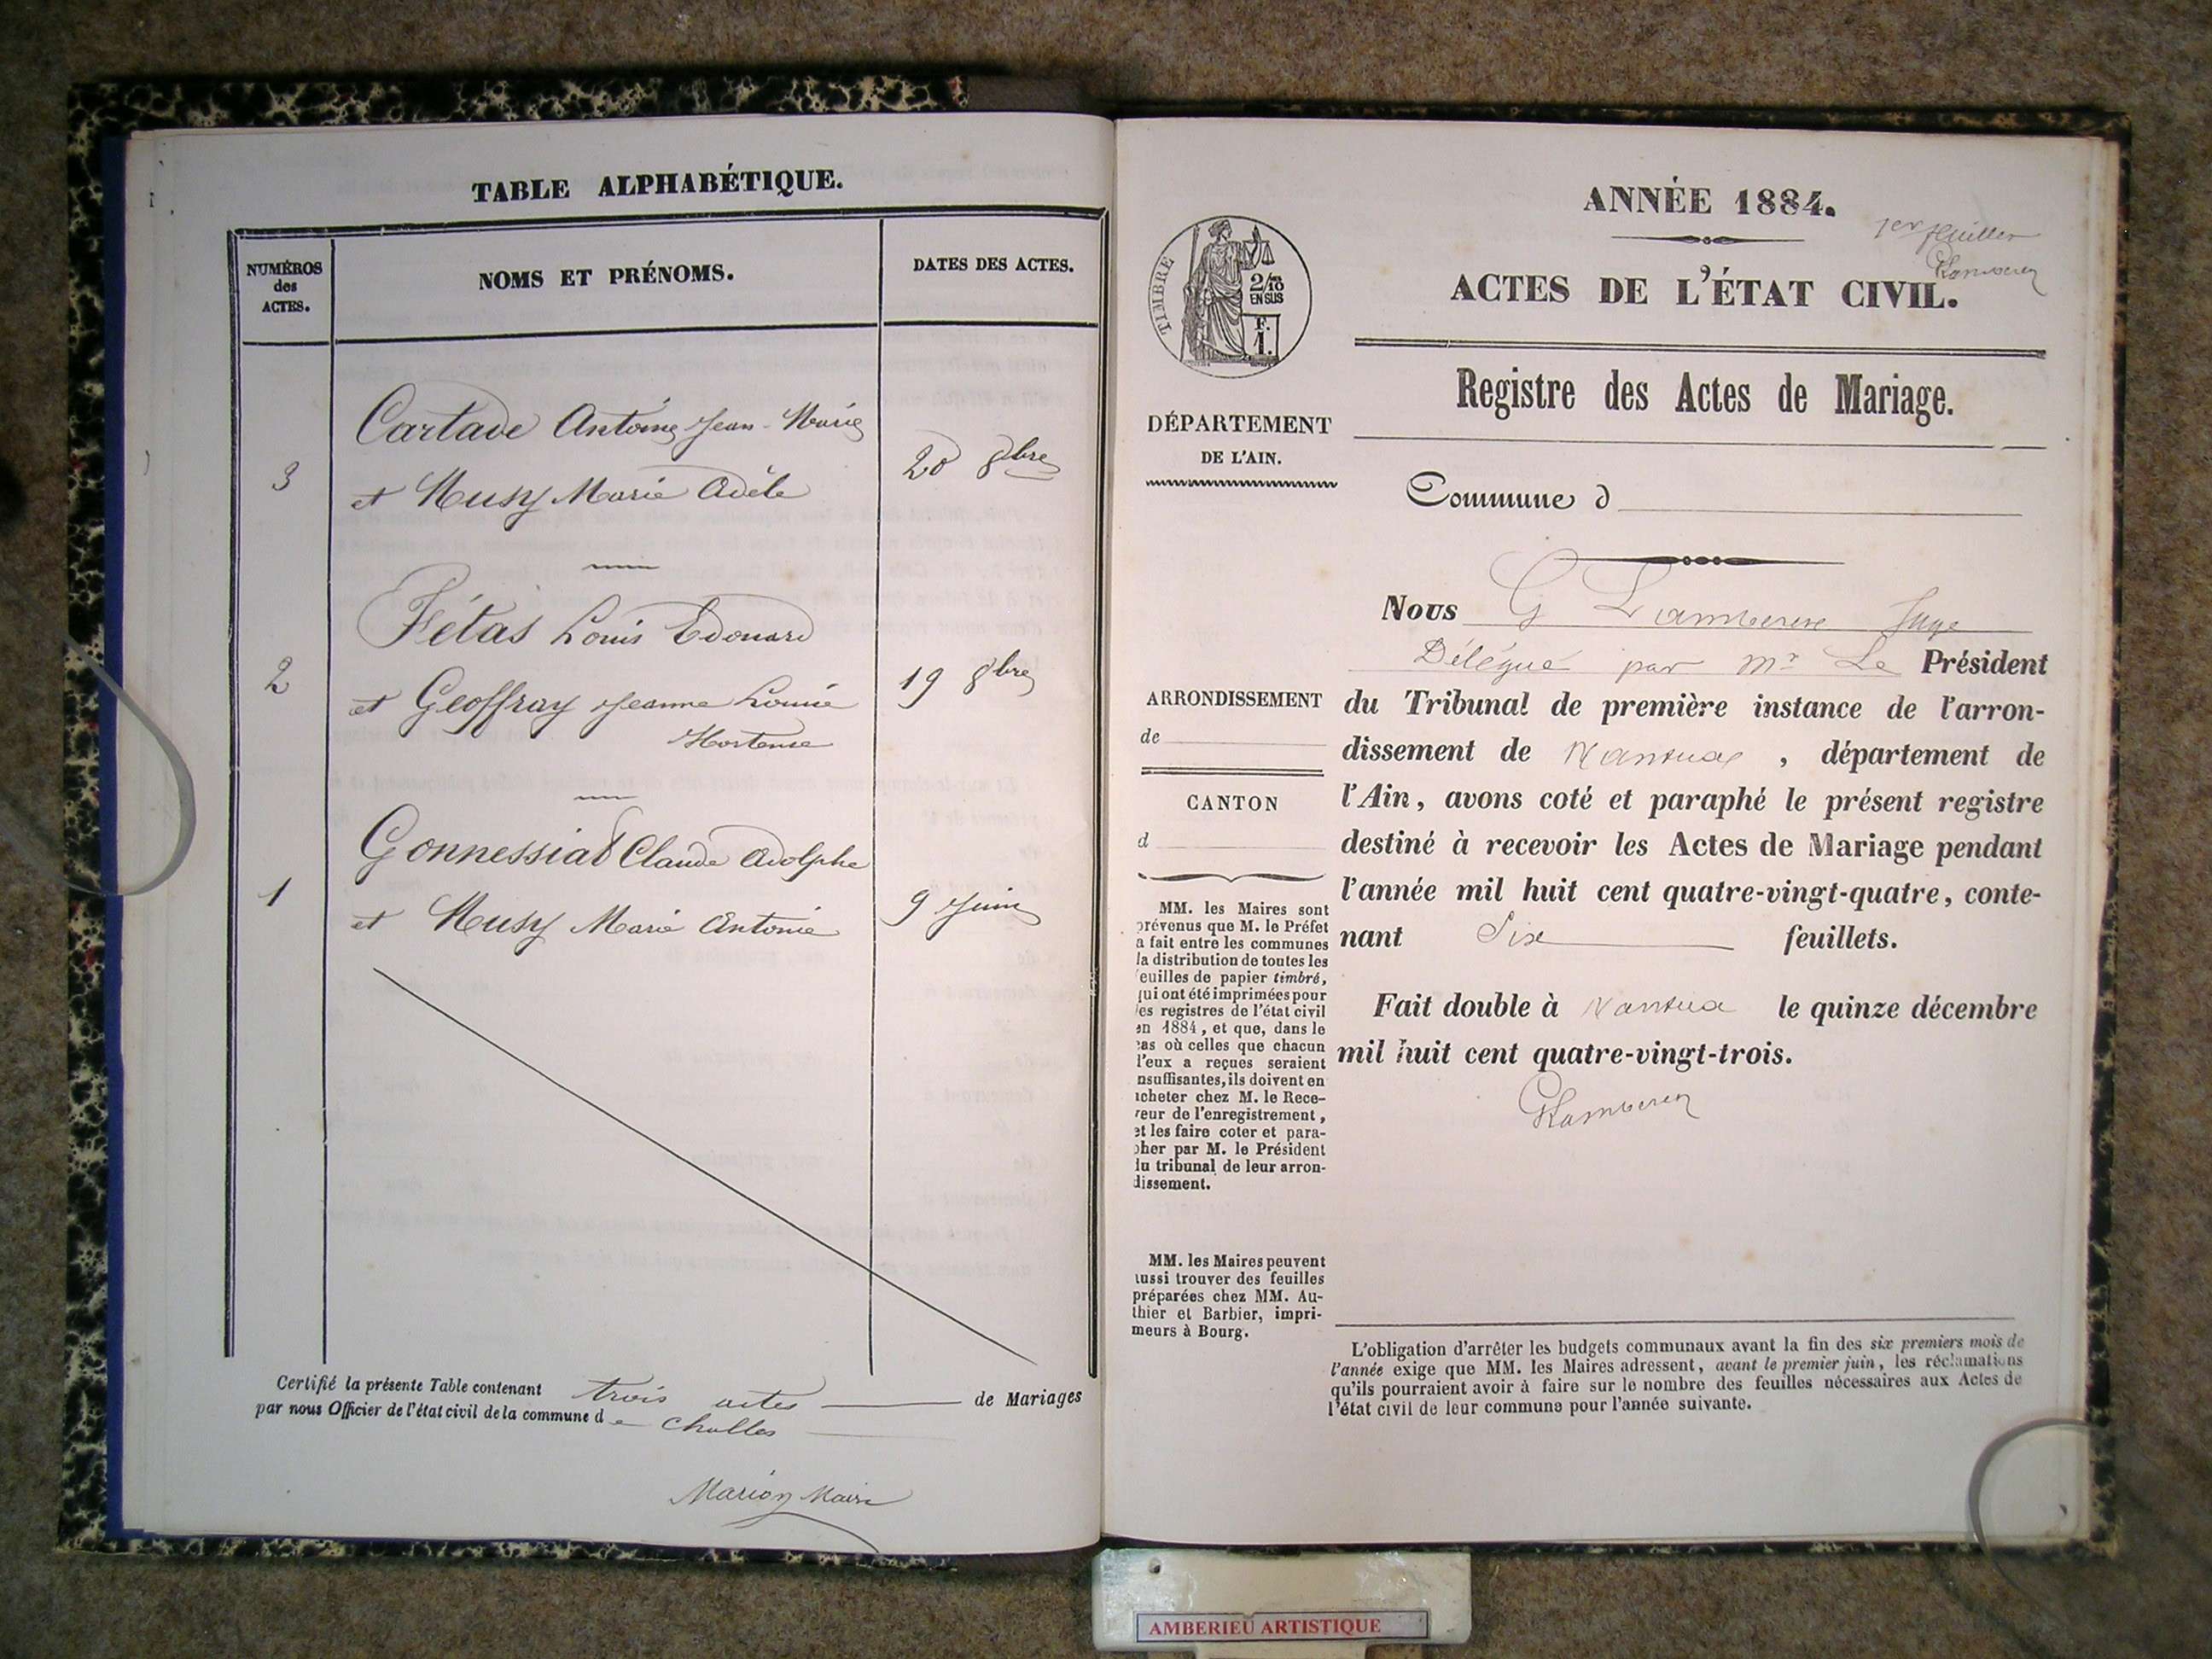 TABLE ALPHABÉTIQUE.
NUMÉROS
des
ACTES.
NOMS ET PRÉNOMS.
DATES DES ACTES.
Cartade Antoine Jean-Marie
3
20 8bre
et Musy Marie Adèle
Fétas Louis Edouard
2
19 8bre
et Geoffray Jeanne Louise
Hortense
Gonnessiat Claude Adolphe
1
9 Juin
et Musy Marie Antonie
Certifié la présente Table contenant trois actes de Mariages
par nous Officier de l'état civil de la commune de Challes
Marion Maire
ANNÉE 1884.
1er feuillet
ACTES DE L'ÉTAT CIVIL.
TIMBRE
2/10
EN SUS
F.
1.
Registre des Actes de Mariage.
DÉPARTEMENT
DE L'AIN.
Commune d
Nous G Juge
Délégué par Mr Le Président
ARRONDISSEMENT
de
CANTON
d
du Tribunal de première instance de l'arron-
dissement de Nantua, département de
l'Ain, avons coté et paraphé le présent registre
destiné à recevoir les Actes de Mariage pendant
l'année mil huit cent quatre-vingt-quatre, conte-
nant Six feuillets.
Fait double à Nantua le quinze décembre
mil huit cent quatre-vingt-trois.
MM. les Maires sont
prévenus que M. le Préfet
a fait entre les communes
la distribution de toutes les
feuilles de papier timbré,
qui ont été imprimées pour
les registres de l'état civil
en 1884, et que, dans le
cas où celles que chacun
d'eux a reçues seraient
insuffisantes, ils doivent en
acheter chez M. le Rece-
veur de l'enregistrement,
et les faire coter et para-
pher par M. le Président
du tribunal de leur arron-
dissement.
MM. les Maires peuvent
aussi trouver des feuilles
préparées chez MM. Au-
thier et Barbier, impri-
meurs à Bourg.
L'obligation d'arrêter les budgets communaux avant la fin des six premiers mois de
l'année exige que MM. les Maires adressent, avant le premier juin, les réclamations
qu'ils pourraient avoir à faire sur le nombre des feuilles nécessaires aux Actes de
l'état civil de leur commune pour l'année suivante.
AMBERIEU ARTISTIQUE